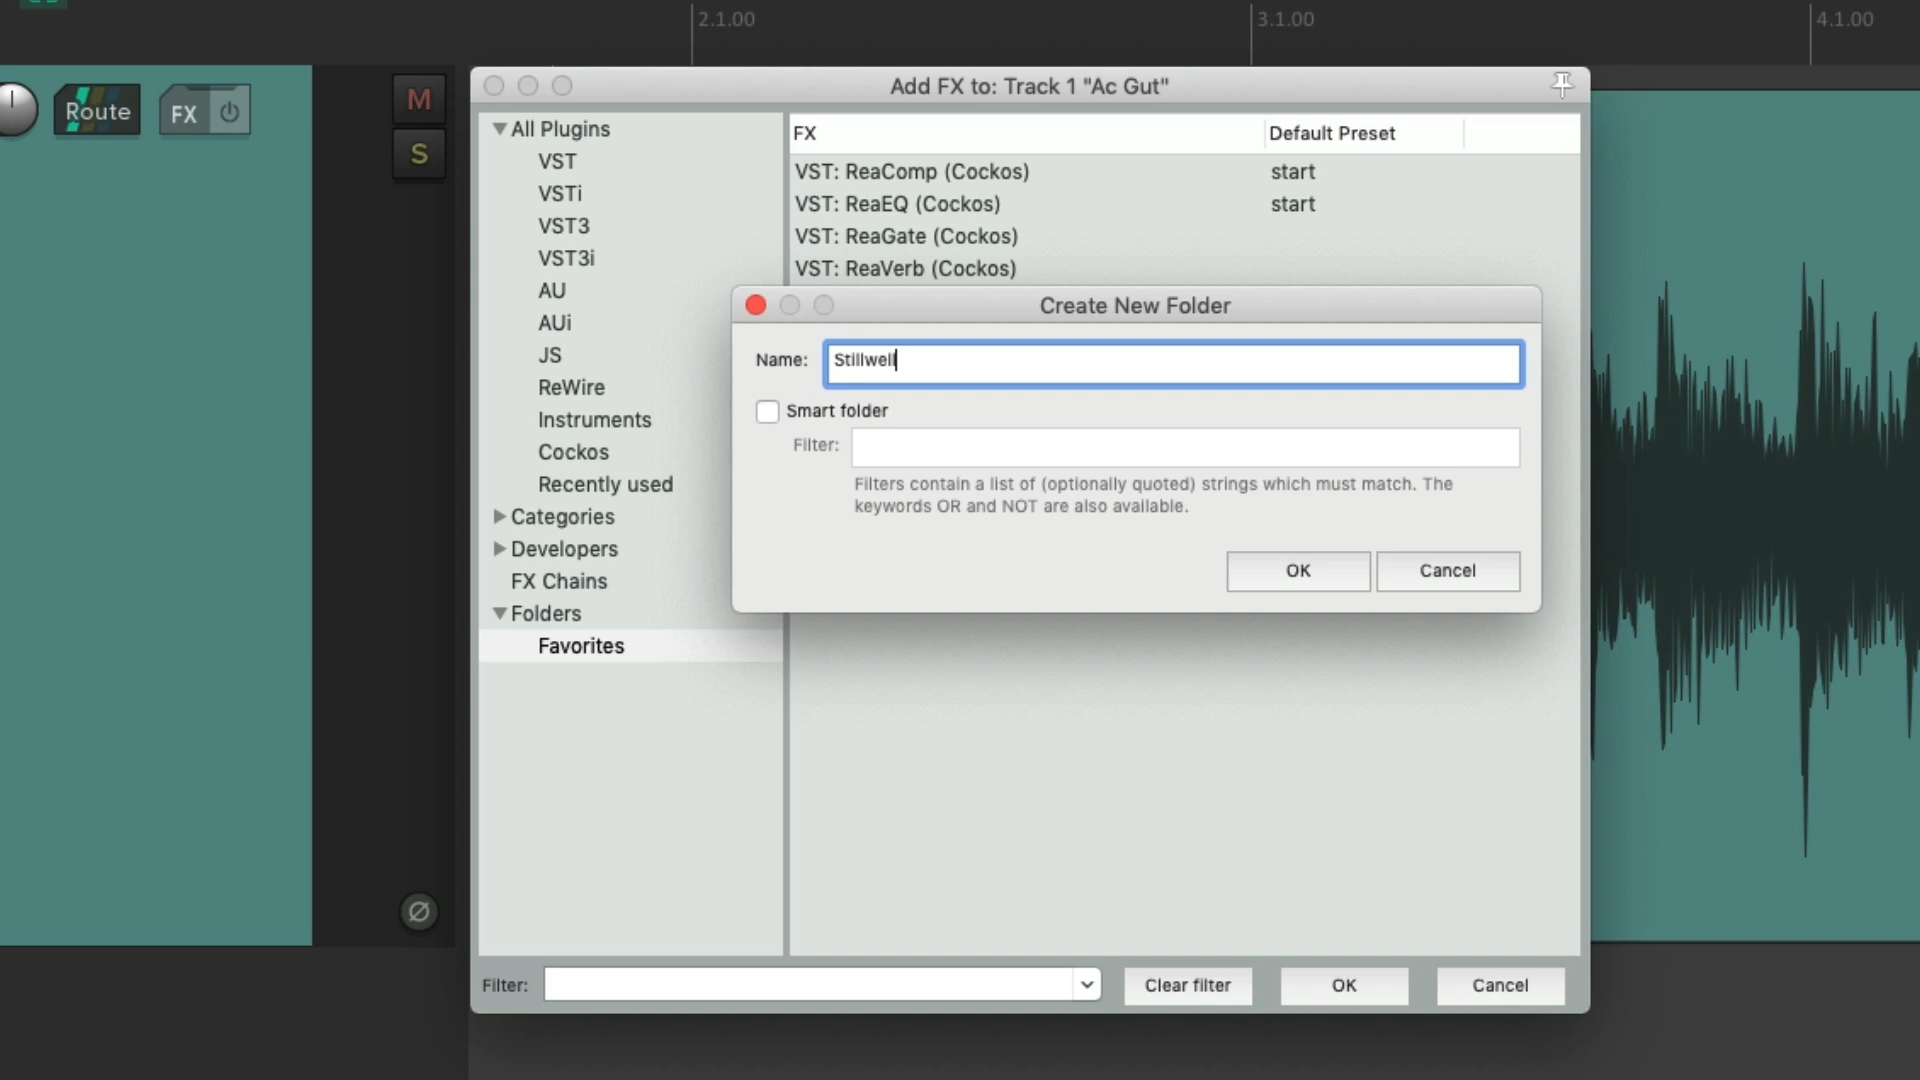 2.1.00
3.1.00
4.1.00
Route
FX
M
S
Add FX to: Track 1 "Ac Gut"
All Plugins
VST
VSTi
VST3
VST3i
AU
AUi
JS
ReWire
Instruments
Cockos
Recently used
Categories
Developers
FX Chains
Folders
Favorites
FX Default Preset
VST: ReaComp (Cockos) start
VST: ReaEQ (Cockos) start
VST: ReaGate (Cockos)
VST: ReaVerb (Cockos)
Create New Folder
Name: Stillwell
Smart folder
Filter:
Filters contain a list of (optionally quoted) strings which must match. The
keywords OR and NOT are also available.
OK Cancel
Filter: Clear filter OK Cancel